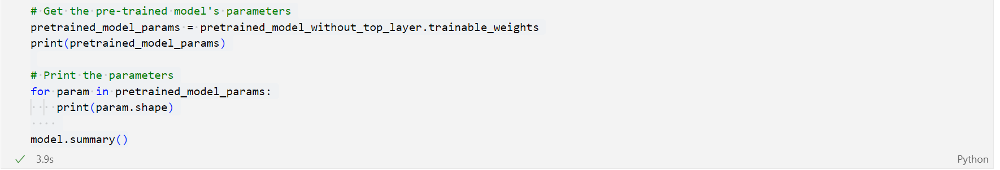 # Get the pre-trained model's parameters
pretrained_model_params = pretrained_model_without_top_layer.trainable_weights
print(pretrained_model_params)
# Print the parameters
for param in pretrained_model_params:
    print(param.shape)
model.summary()
3.9s
Python